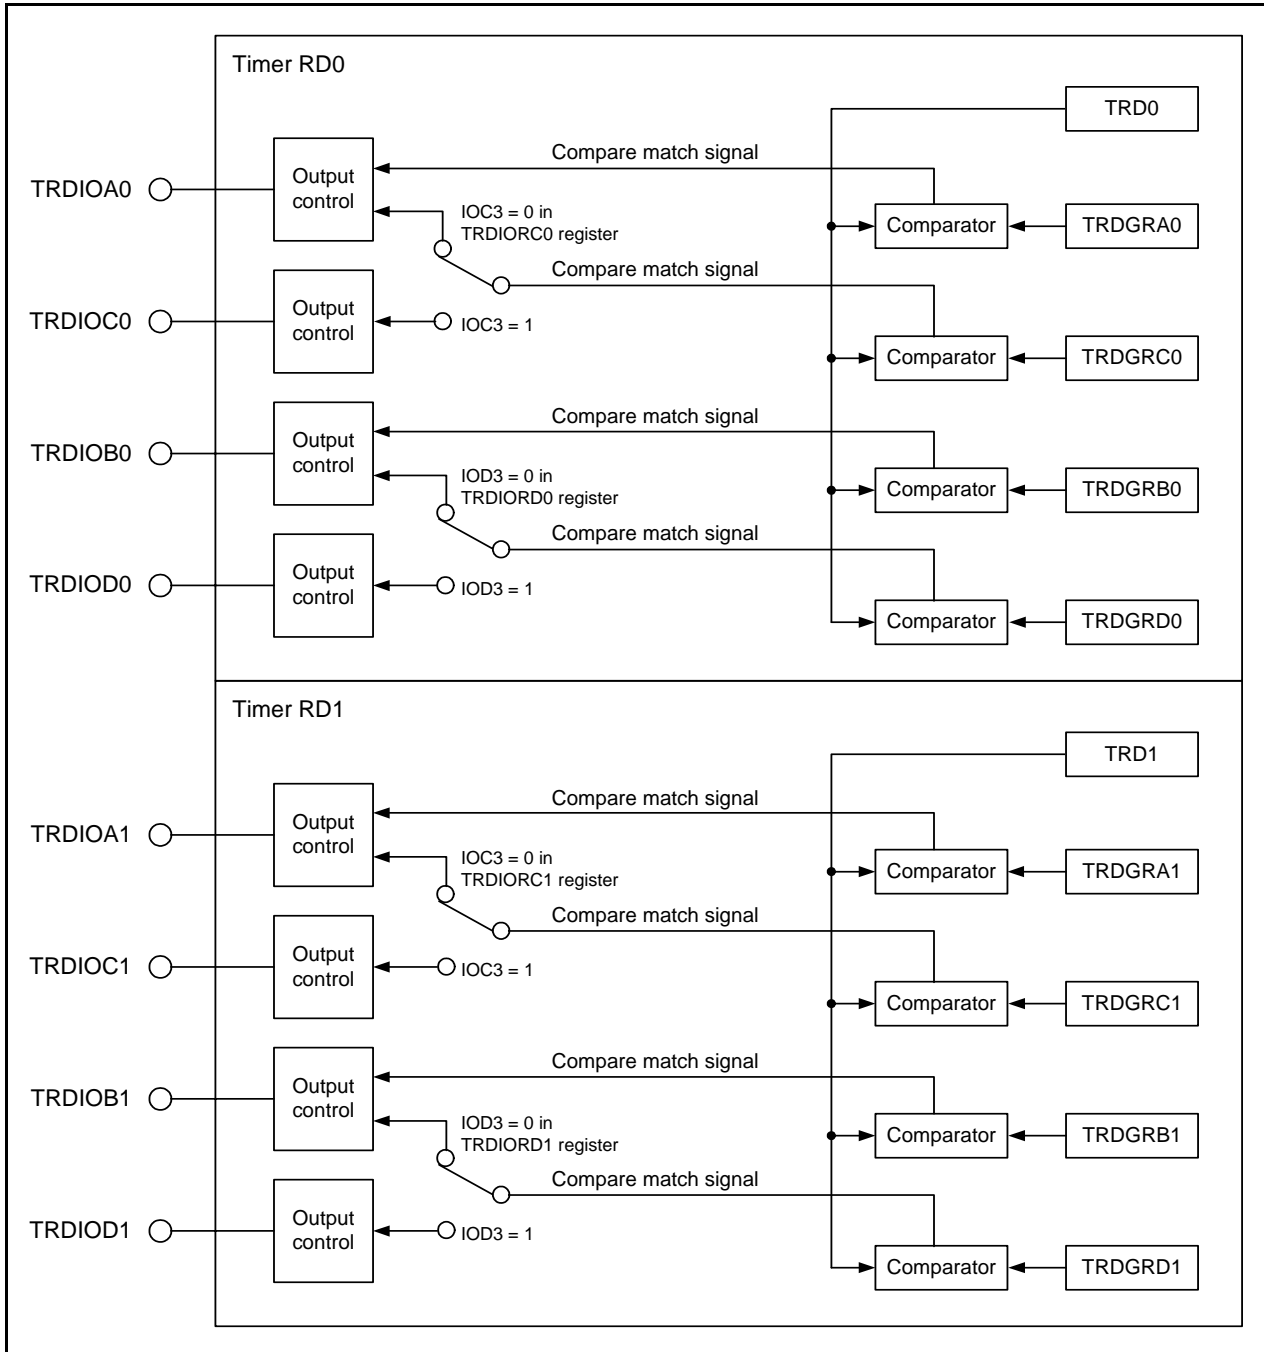 Timer RD0
TRD0
Compare match signal
Output
control
TRDIOA0
IOC3 = 0 in
TRDIORC0 register
Comparator
TRDGRA0
Compare match signal
Output
control
TRDIOC0
IOC3 = 1
Comparator
TRDGRC0
Compare match signal
Output
control
TRDIOB0
IOD3 = 0 in
TRDIORD0 register
Comparator
TRDGRB0
Compare match signal
Output
control
TRDIOD0
IOD3 = 1
Comparator
TRDGRD0
Timer RD1
TRD1
Compare match signal
Output
control
TRDIOA1
IOC3 = 0 in
TRDIORC1 register
Comparator
TRDGRA1
Compare match signal
Output
control
TRDIOC1
IOC3 = 1
Comparator
TRDGRC1
Compare match signal
Output
control
TRDIOB1
IOD3 = 0 in
TRDIORD1 register
Comparator
TRDGRB1
Compare match signal
Output
control
TRDIOD1
IOD3 = 1
Comparator
TRDGRD1